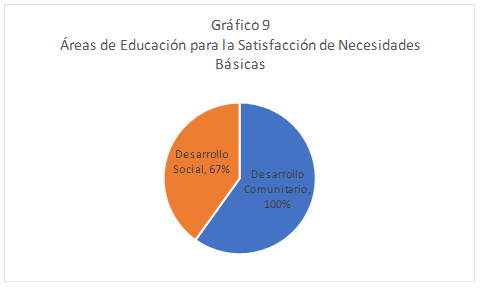 Gráfico 9
Áreas de Educación para la Satisfacción de Necesidades
Básicas
Desarrollo
Social, 67%
Desarrollo
Comunitario,
100%